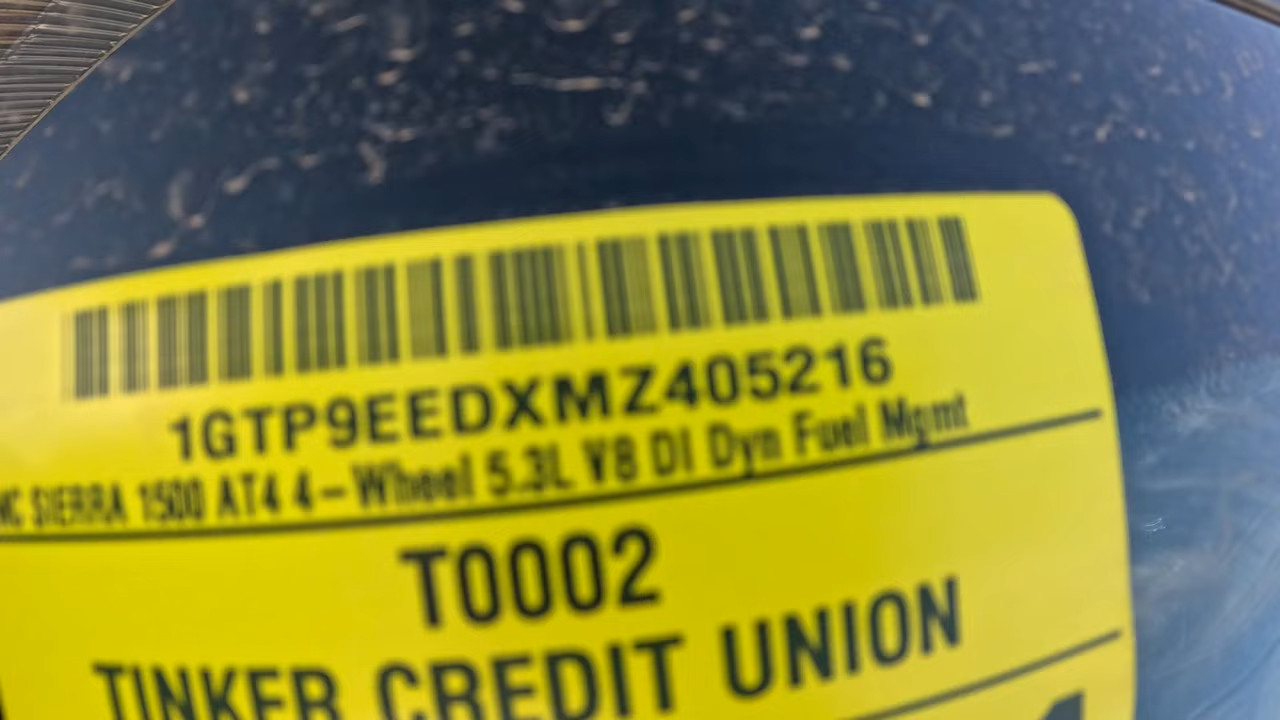 1GTP9EEDXMZ405216
SIERRA 1500 AT4 4-Wheel 5.3L V8 DI Dyn Fuel Mgmt
T0002
TINKER CREDIT UNION